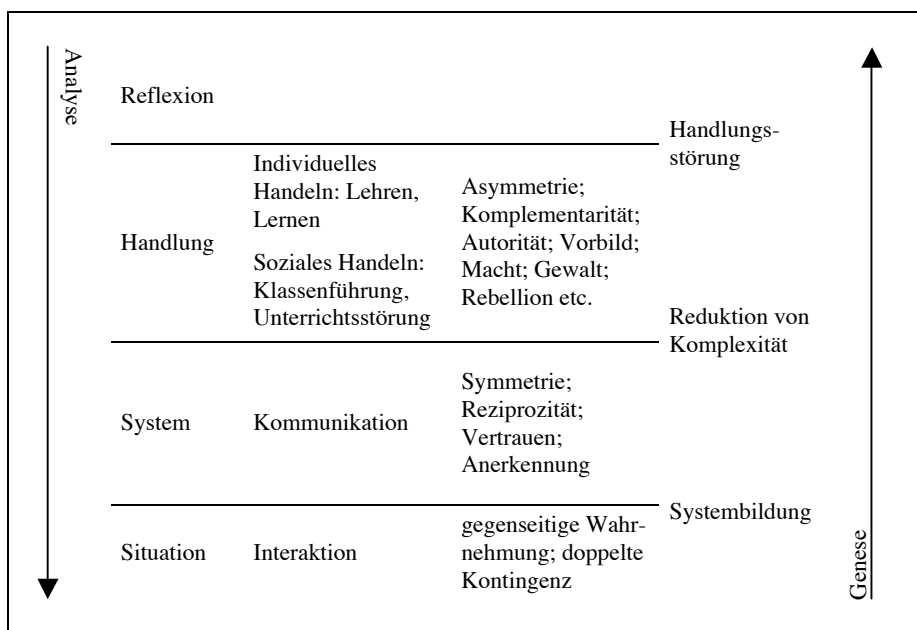 Analyse
Reflexion
Handlungs-
störung
Individuelles
Handeln: Lehren,
Lernen
Handlung
Soziales Handeln:
Klassenführung,
Unterrichtsstörung
Asymmetrie;
Komplementarität;
Autorität; Vorbild;
Macht; Gewalt;
Rebellion etc.
Reduktion von
Komplexität
System
Kommunikation
Symmetrie;
Reziprozität;
Vertrauen;
Anerkennung
Systembildung
Situation
Interaktion
gegenseitige Wahr-
nehmung; doppelte
Kontingenz
Genese